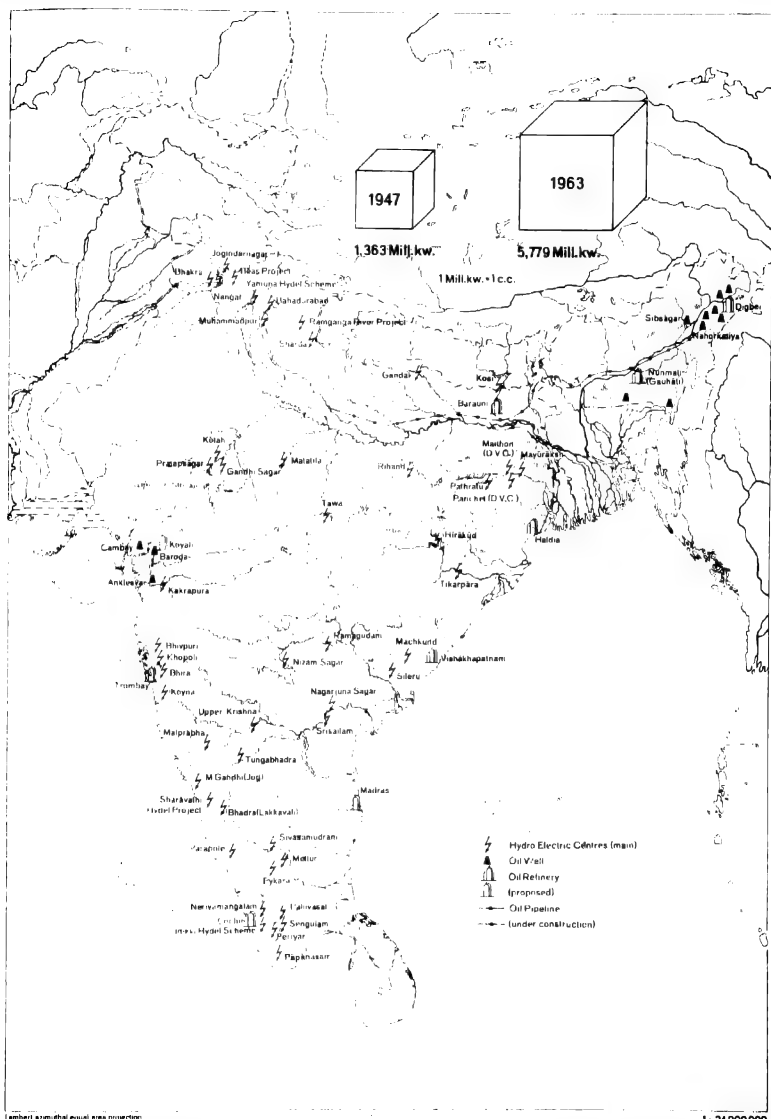 1947
1963
1,363 Mill.kw.
5,779 Mill.kw.
1 Mill.kw.=1 c.c.
Jogindarnagar
Bhakra
Project
Yamuna Hydel Scheme
Nangal
Bahadurabad
Muhammadpur
Ramganga River Project
Sharda
Digboi
Sibsagar
Nahorkatiya
Nunmati
(Gauhati)
Gandak
Kosi
Barauni
Kotah
Pratapsagar
Gandhi Sagar
Matatila
Rihand
Maithon
(D.V.C.)
Mayurakshi
Pathratu
Panchet (D.V.C.)
Tawa
Hirakud
Haldia
Tikarpara
Cambay
Koyali
Baroda
Anklesvar
Kakrapura
Bhivpuri
Khopoli
Bhira
Trombay
Koyna
Ramagudam
Nizam Sagar
Machkund
Vishakhapatnam
Sileru
Nagarjuna Sagar
Srisailam
Upper Krishna
Malprabha
Tungabhadra
M Gandhi (Jog)
Sharavathi
Hydel Project
Bhadra (Lakkavali)
Madras
Sivasamudram
Mettur
Pykara
Neriyamangalam
Pallivasal
Cochin
Sengulam
Hydel Scheme
Periyar
Papanasam
Hydro Electric Centres (main)
Oil Well
Oil Refinery
(proposed)
Oil Pipeline
(under construction)
Lambert azimuthal equal area projection